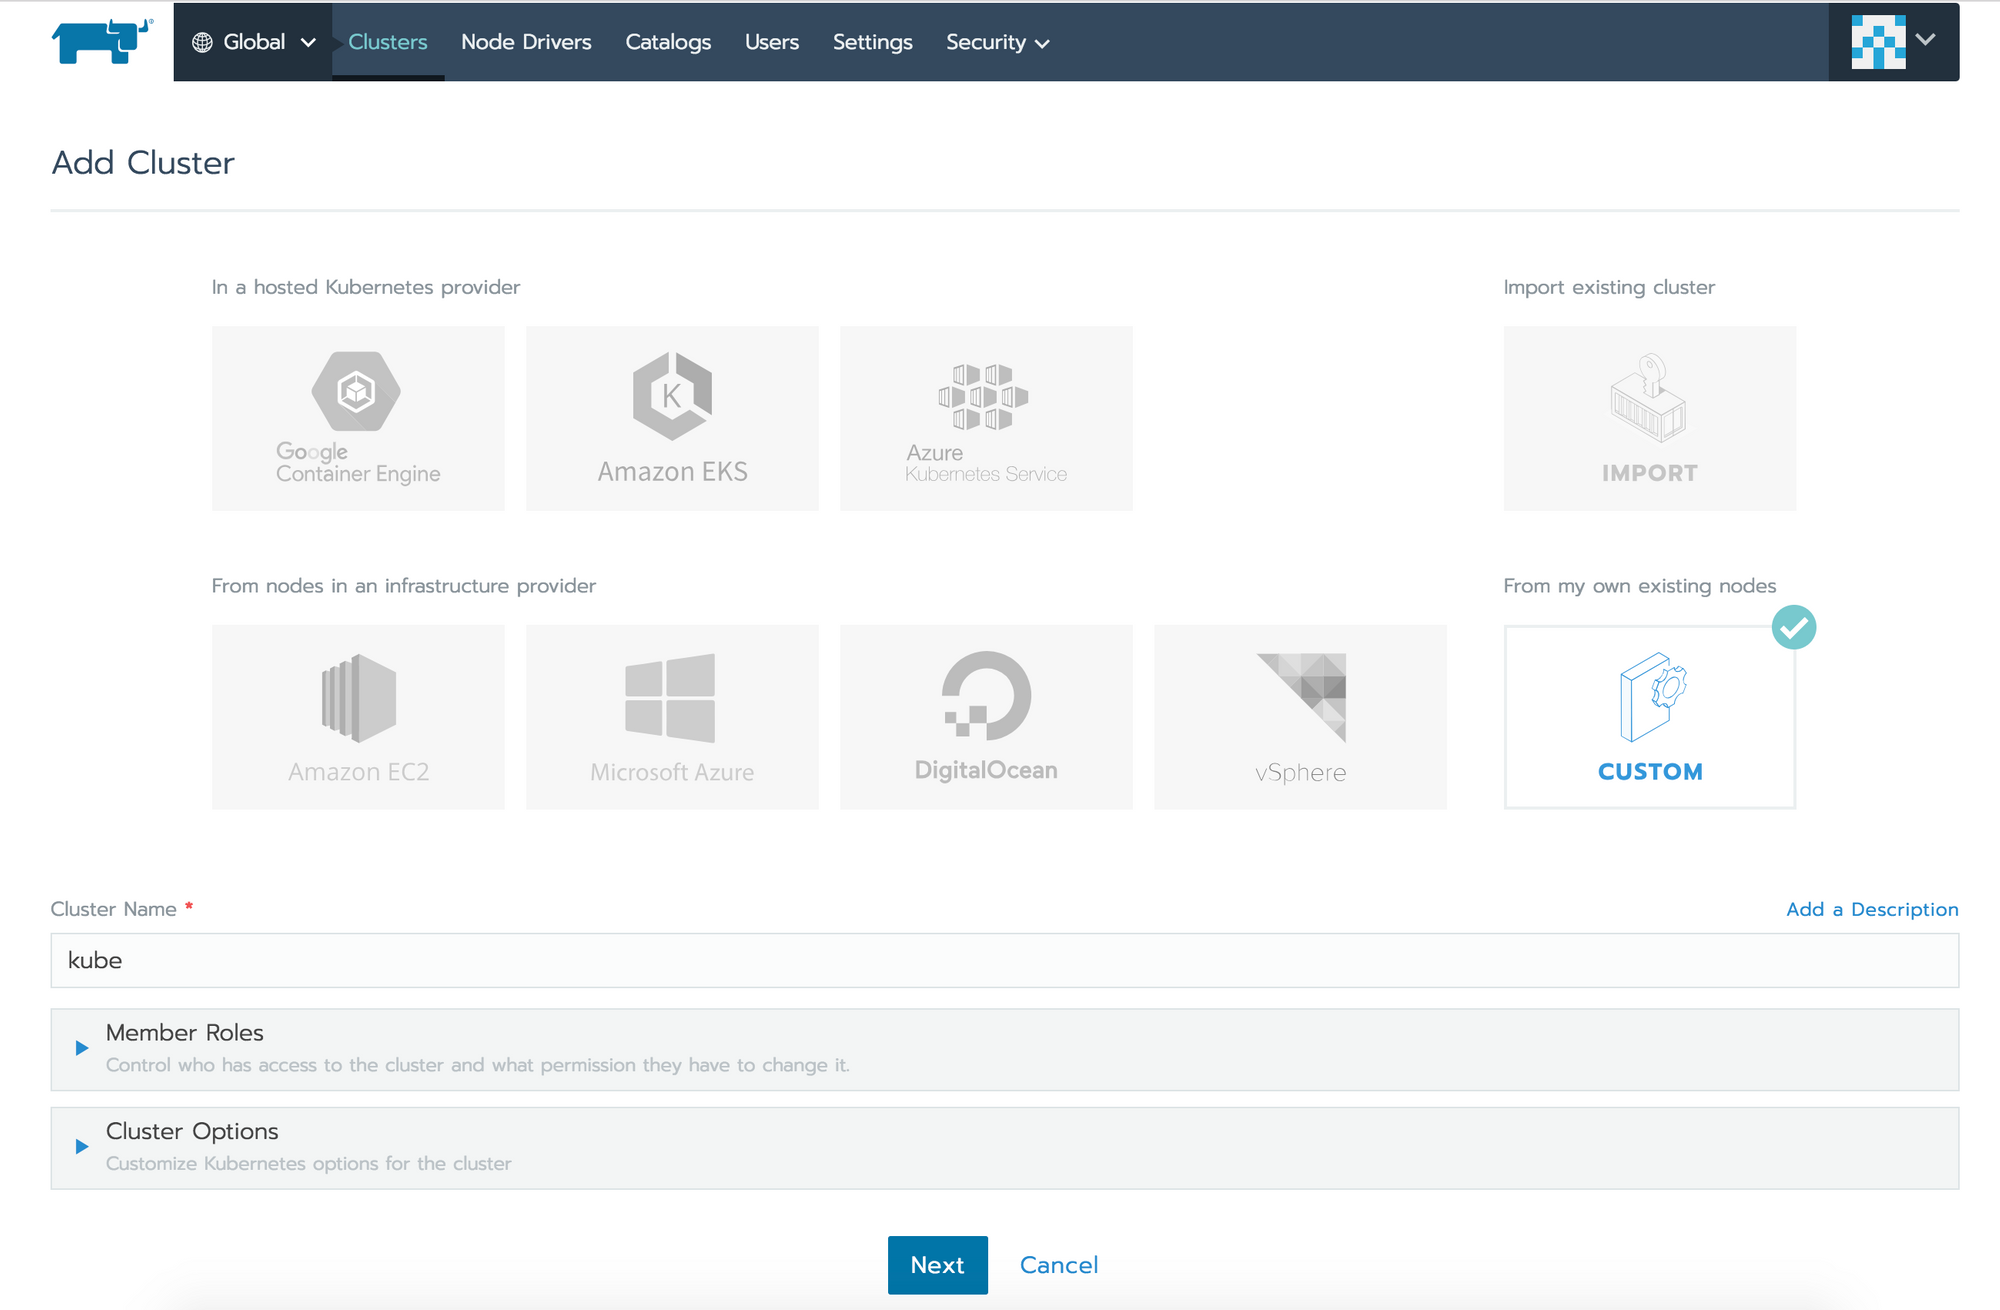 Global Clusters Node Drivers Catalogs Users Settings Security
Add Cluster
In a hosted Kubernetes provider
Import existing cluster
Google
Container Engine
K
Amazon EKS
Azure
Kubernetes Service
IMPORT
From nodes in an infrastructure provider
From my own existing nodes
Amazon EC2
Microsoft Azure
DigitalOcean
vSphere
CUSTOM
Cluster Name *
Add a Description
kube
Member Roles
Control who has access to the cluster and what permission they have to change it.
Cluster Options
Customize Kubernetes options for the cluster
Next
Cancel